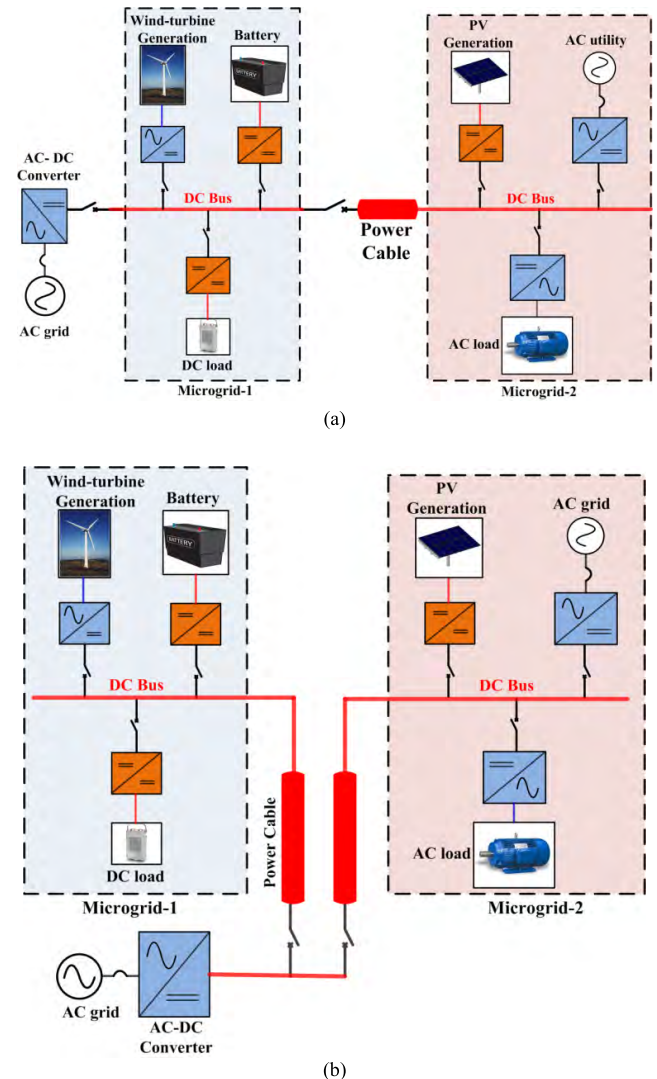 Wind-turbine
Generation
Battery
PV
Generation
AC utility
AC- DC
Converter
DC Bus
DC Bus
Power
Cable
AC grid
DC load
AC load
Microgrid-1
Microgrid-2
(a)
Wind-turbine
Generation
Battery
BATTERY
PV
Generation
AC grid
DC Bus
DC Bus
Power Cable
DC load
AC load
Microgrid-1
Microgrid-2
AC grid
AC-DC
Converter
(b)